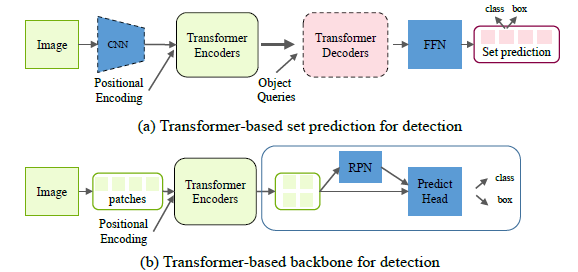 class box
Image
CNN
Transformer
Encoders
Transformer
Decoders
FFN
Set prediction
Positional
Encoding
Object
Queries
(a) Transformer-based set prediction for detection
Image
patches
Transformer
Encoders
RPN
Predict
Head
class
box
Positional
Encoding
(b) Transformer-based backbone for detection